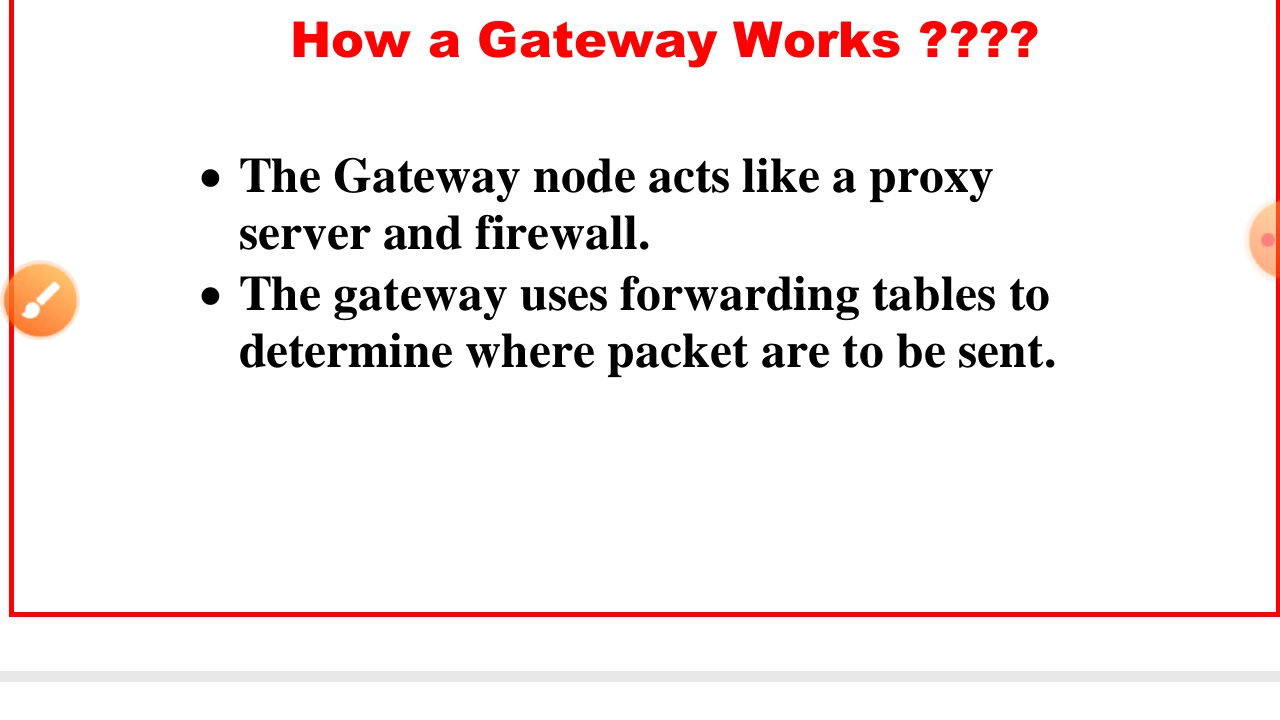 How a Gateway Works ????
• The Gateway node acts like a proxy
server and firewall.
• The gateway uses forwarding tables to
determine where packet are to be sent.